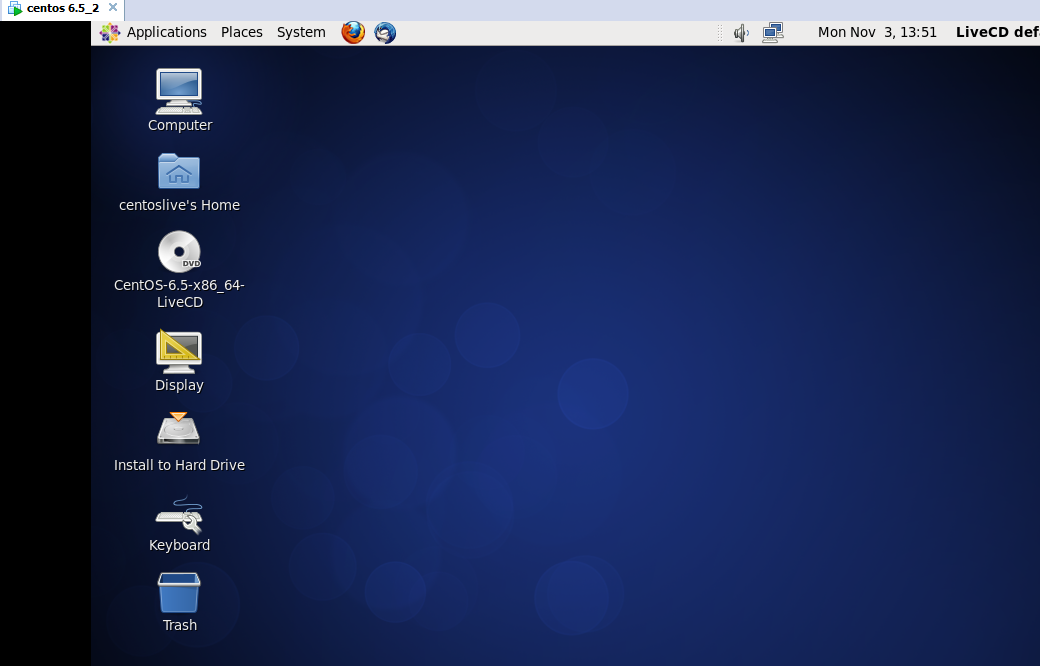 centos 6.5_2
Applications Places System Mon Nov 3, 13:51 LiveCD def
Computer
centoslive's Home
DVD
CentOS-6.5-x86_64-
LiveCD
Display
Install to Hard Drive
Keyboard
Trash